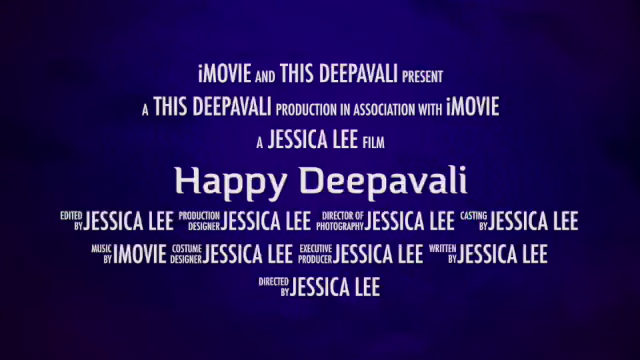 iMOVIE AND THIS DEEPAVALI PRESENT
A THIS DEEPAVALI PRODUCTION IN ASSOCIATION WITH iMOVIE
A JESSICA LEE FILM
Happy Deepavali
EDITED BY JESSICA LEE PRODUCTION DESIGNER JESSICA LEE DIRECTOR OF PHOTOGRAPHY JESSICA LEE CASTING BY JESSICA LEE
MUSIC BY IMOVIE COSTUME DESIGNER JESSICA LEE EXECUTIVE PRODUCER JESSICA LEE WRITTEN BY JESSICA LEE
DIRECTED BY JESSICA LEE